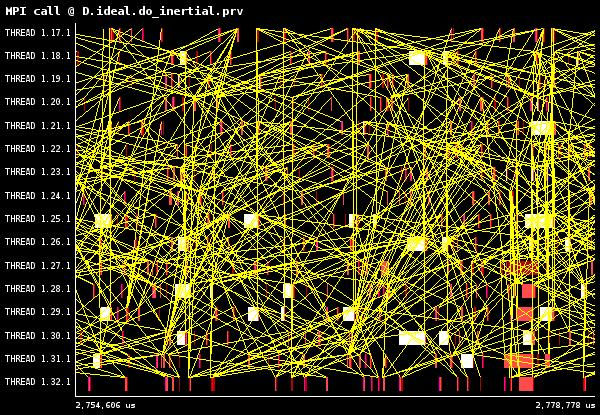 MPI call @ D.ideal.do_inertial.prv
THREAD 1.17.1
THREAD 1.18.1
THREAD 1.19.1
THREAD 1.20.1
THREAD 1.21.1
THREAD 1.22.1
THREAD 1.23.1
THREAD 1.24.1
THREAD 1.25.1
THREAD 1.26.1
THREAD 1.27.1
THREAD 1.28.1
THREAD 1.29.1
THREAD 1.30.1
THREAD 1.31.1
THREAD 1.32.1
2,754,606 us 2,778,778 us